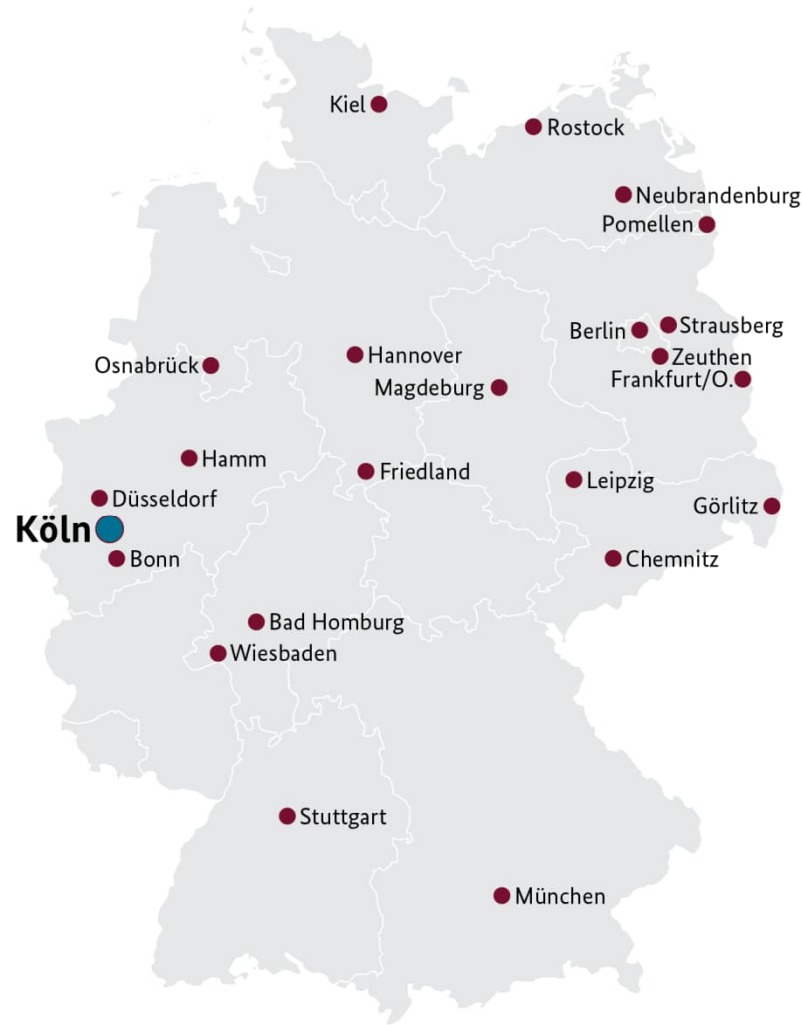 Kiel
Rostock
Neubrandenburg
Pomellen
Berlin
Strausberg
Zeuthen
Frankfurt/O.
Osnabrück
Hannover
Magdeburg
Hamm
Friedland
Leipzig
Düsseldorf
Görlitz
Köln
Bonn
Chemnitz
Bad Homburg
Wiesbaden
Stuttgart
München